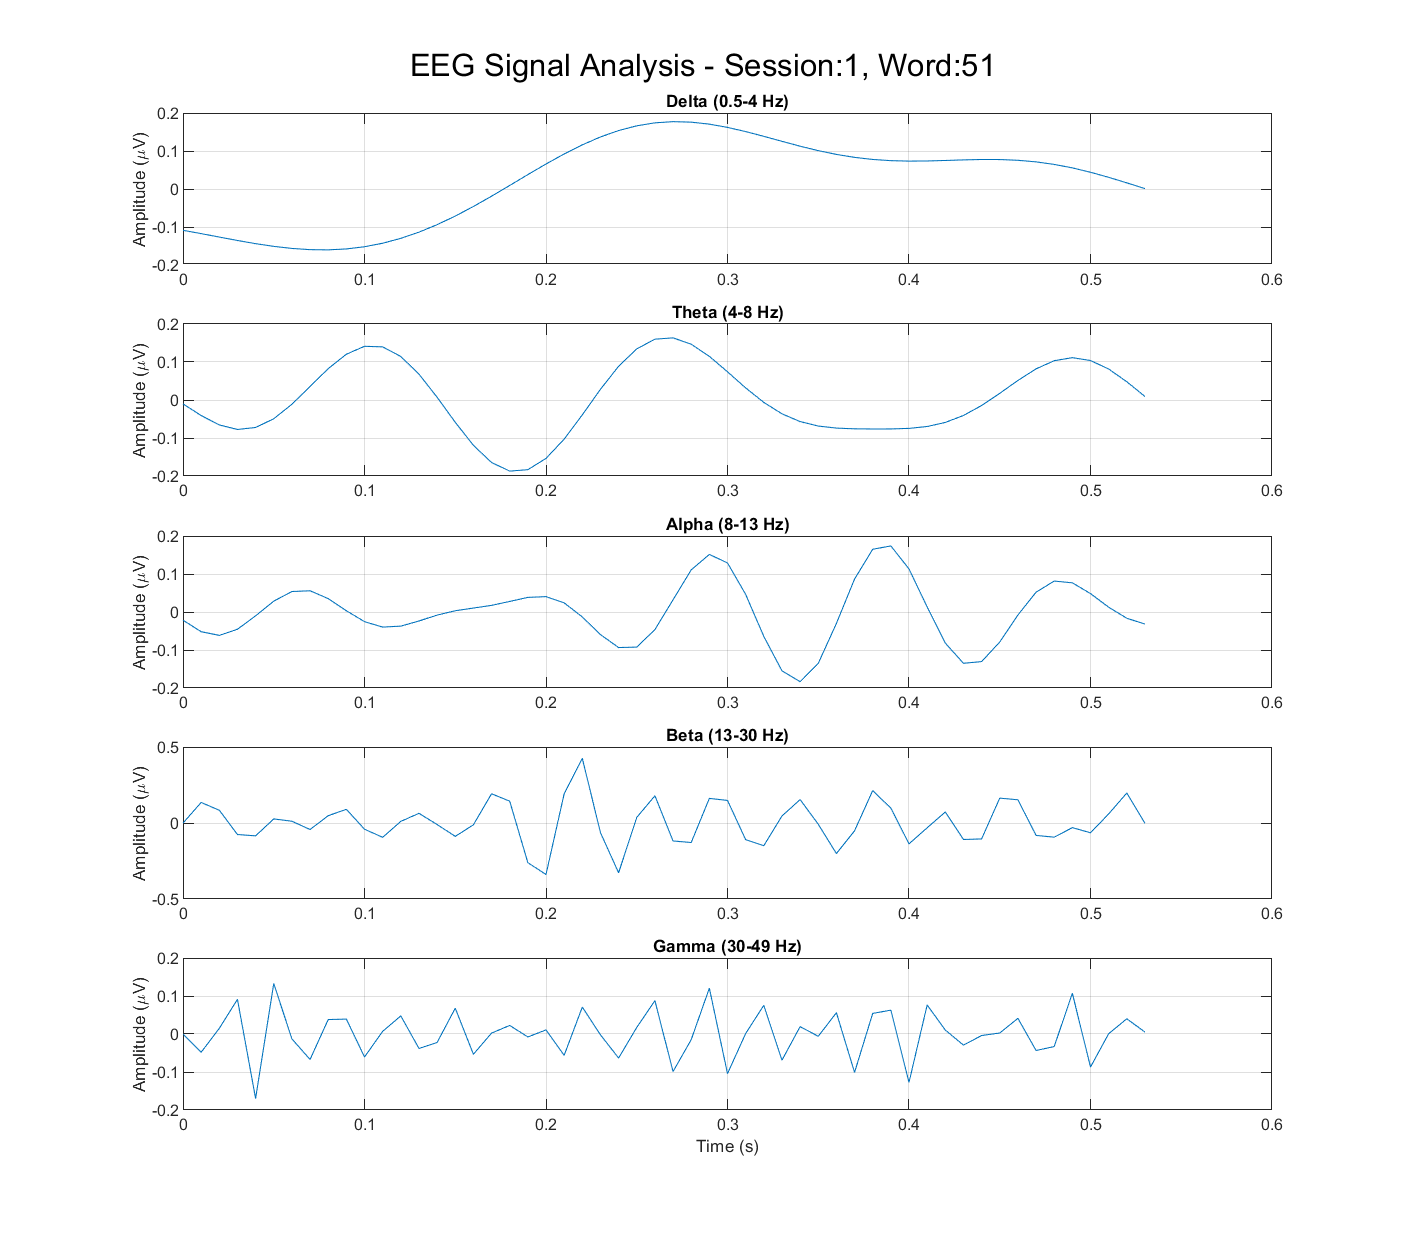 EEG Signal Analysis - Session:1, Word:51
Delta (0.5-4 Hz)
Amplitude (μV)
0.2
0.1
0
-0.1
-0.2
0 0.1 0.2 0.3 0.4 0.5 0.6
Theta (4-8 Hz)
Amplitude (μV)
0.2
0.1
0
-0.1
-0.2
0 0.1 0.2 0.3 0.4 0.5 0.6
Alpha (8-13 Hz)
Amplitude (μV)
0.2
0.1
0
-0.1
-0.2
0 0.1 0.2 0.3 0.4 0.5 0.6
Beta (13-30 Hz)
Amplitude (μV)
0.5
0
-0.5
0 0.1 0.2 0.3 0.4 0.5 0.6
Gamma (30-49 Hz)
Amplitude (μV)
0.2
0.1
0
-0.1
-0.2
0 0.1 0.2 0.3 0.4 0.5 0.6
Time (s)